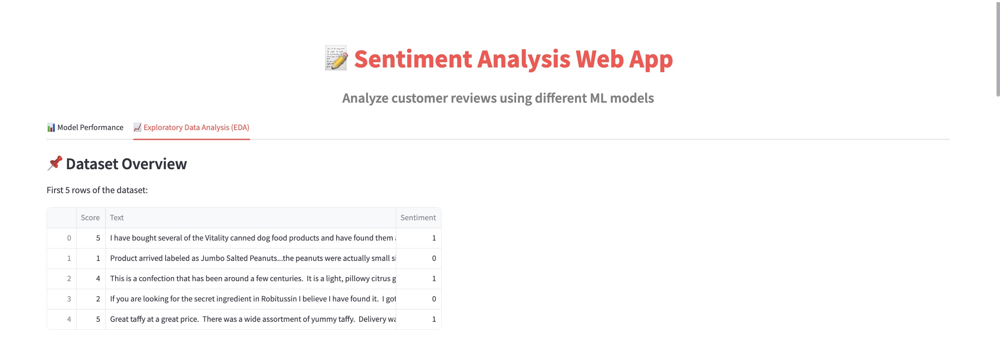 Sentiment Analysis Web App
Analyze customer reviews using different ML models
Model Performance Exploratory Data Analysis (EDA)
Dataset Overview
First 5 rows of the dataset:
Score Text Sentiment
0 5 I have bought several of the Vitality canned dog food products and have found them 1
1 1 Product arrived labeled as Jumbo Salted Peanuts...the peanuts were actually small 0
2 4 This is a confection that has been around a few centuries. It is a light, pillowy citrus 1
3 2 If you are looking for the secret ingredient in Robitussin I believe I have found it. I got 0
4 5 Great taffy at a great price. There was a wide assortment of yummy taffy. Delivery 1